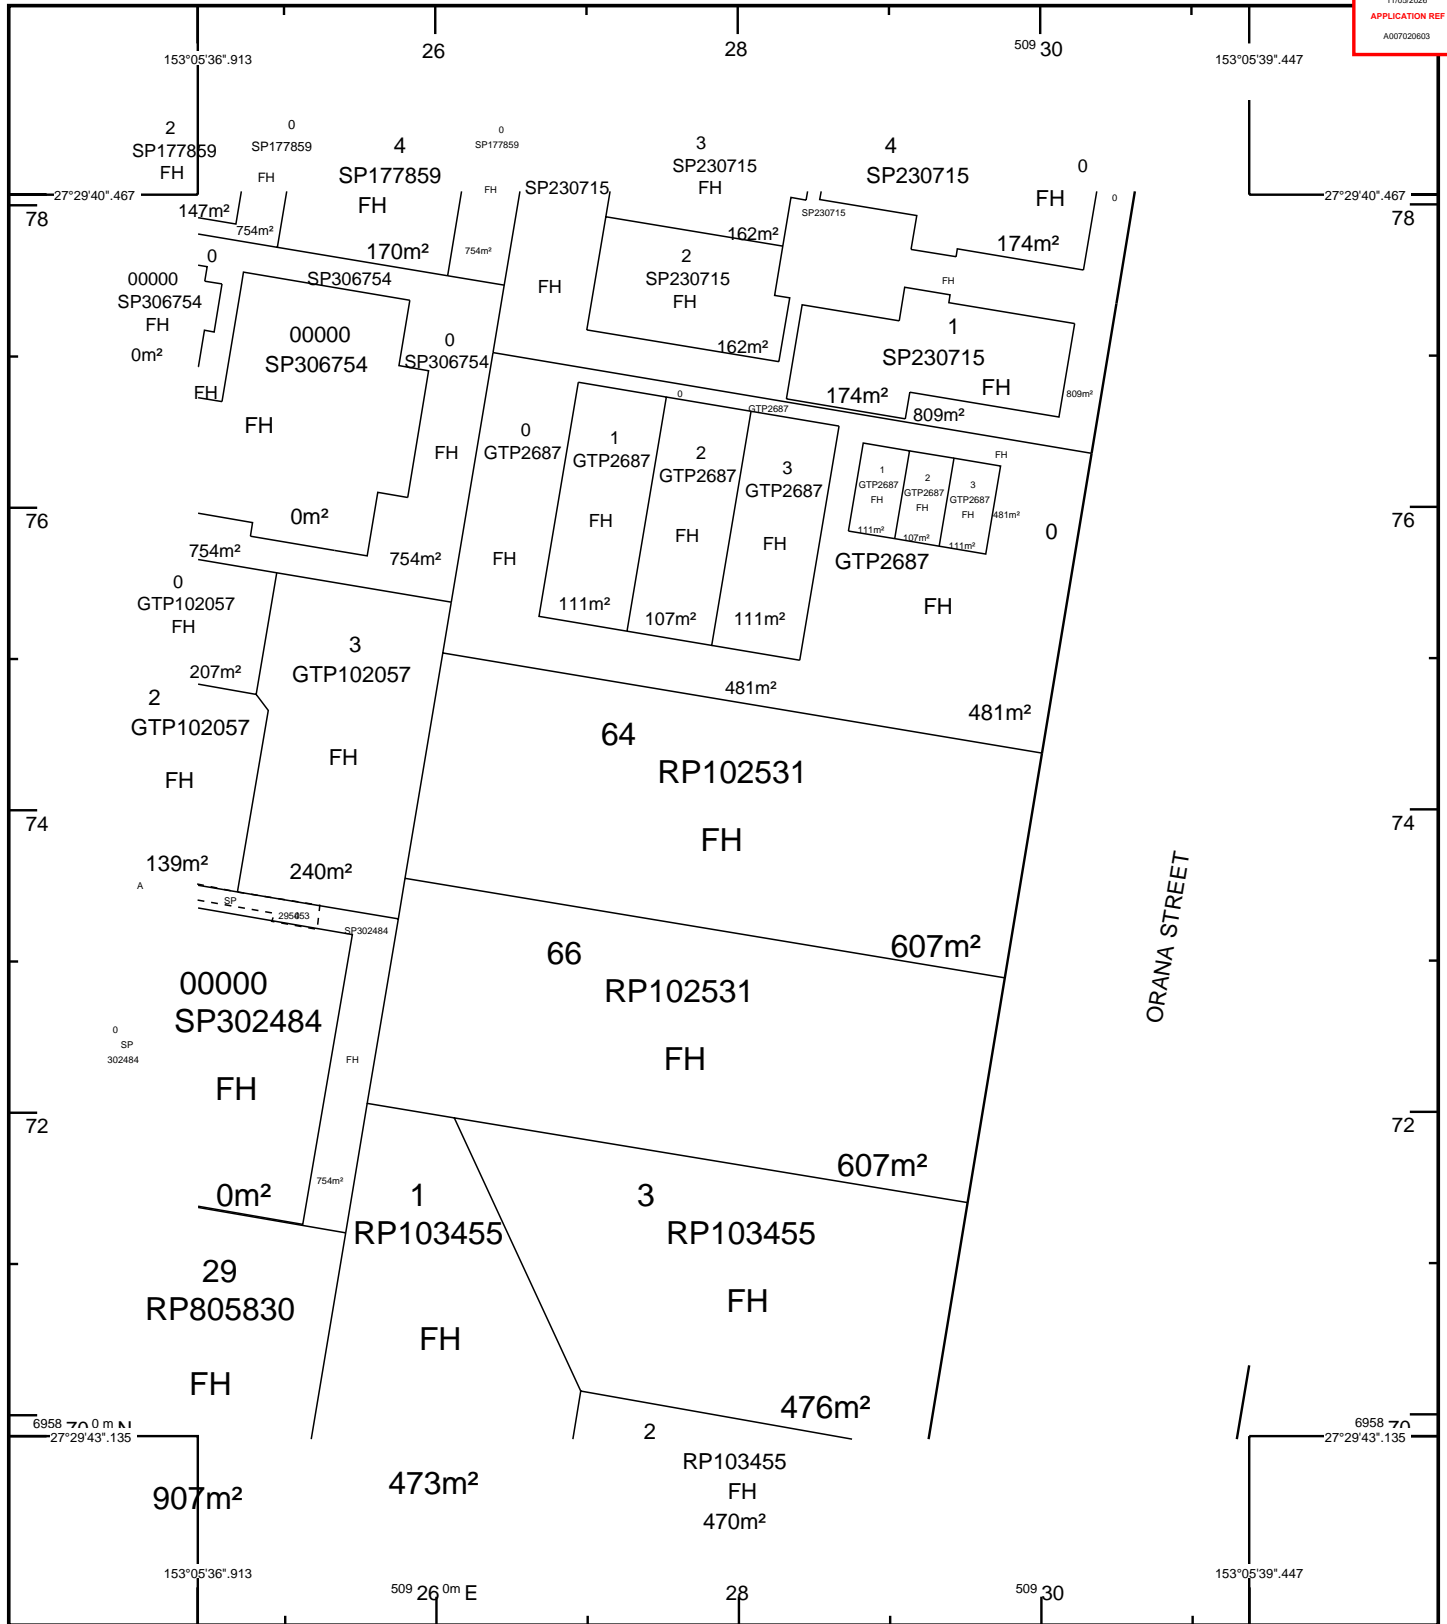 11/05/2026
APPLICATION REF
A007020603
26
28
509 30
153°05'36".913
153°05'39".447
2
SP177859
FH
0
SP177859
FH
4
SP177859
FH
0
SP177859
FH
SP230715
3
SP230715
FH
4
SP230715
FH
0
0
27°29'40".467
27°29'40".467
78
78
147m²
754m²
170m²
754m²
162m²
SP230715
174m²
0
SP306754
00000
SP306754
FH
0m²
FH
00000
SP306754
FH
0m²
0
SP306754
FH
FH
2
SP230715
FH
162m²
FH
1
SP230715
FH
174m²
809m²
809m²
0
GTP2687
0
GTP2687
FH
1
GTP2687
FH
111m²
2
GTP2687
FH
107m²
3
GTP2687
FH
111m²
FH
1
GTP2687
FH
111m²
2
GTP2687
FH
107m²
3
GTP2687
FH
111m²
481m²
0
GTP2687
FH
76
76
754m²
754m²
0
GTP102057
FH
207m²
3
GTP102057
FH
240m²
2
GTP102057
FH
139m²
481m²
481m²
64
RP102531
FH
607m²
74
74
A
SP
SP302484
66
RP102531
FH
607m²
ORANA STREET
00000
SP302484
FH
0m²
0
SP
302484
FH
754m²
72
72
1
RP103455
FH
473m²
3
RP103455
FH
476m²
29
RP805830
FH
907m²
6958 70 0 m N
27°29'43".135
6958 70
27°29'43".135
2
RP103455
FH
470m²
153°05'36".913
153°05'39".447
509 26 0m E
28
509 30